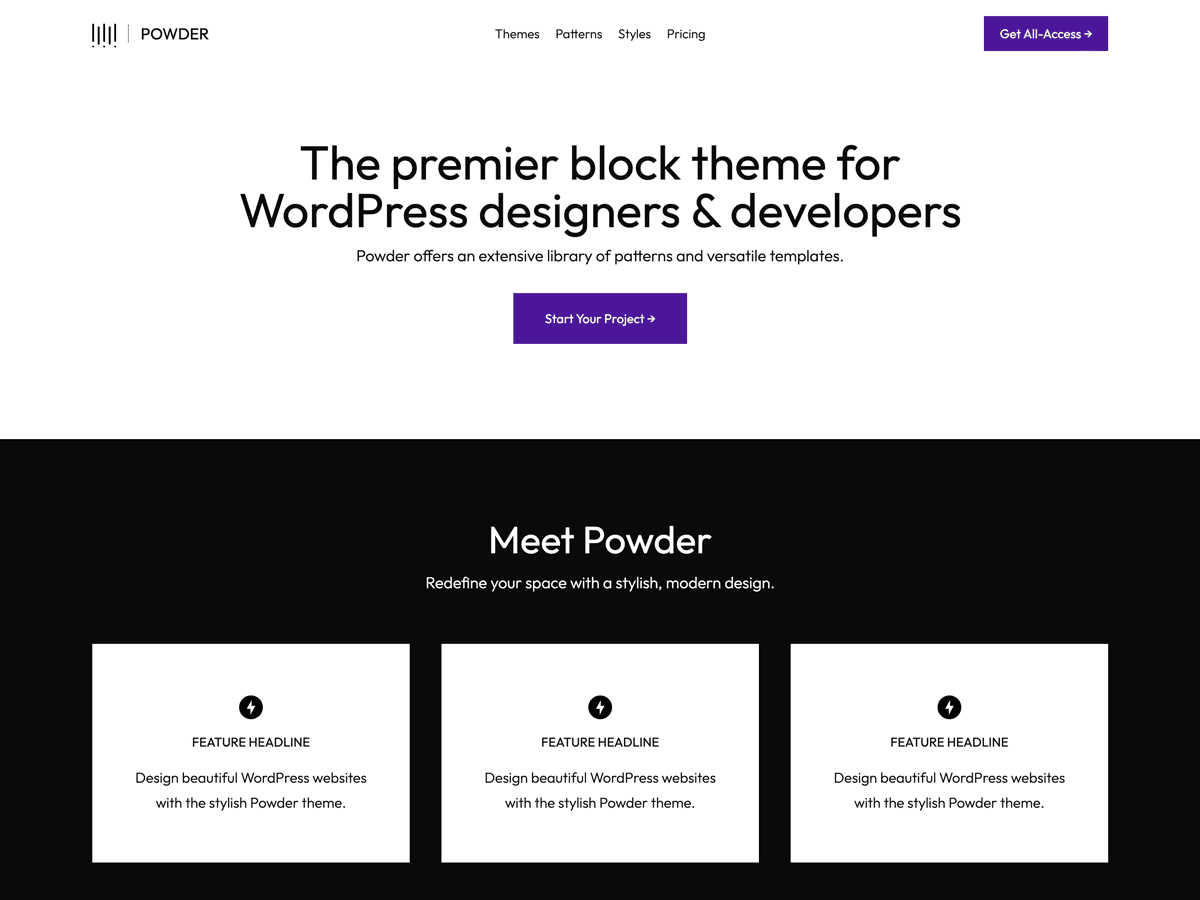 POWDER
Themes Patterns Styles Pricing
Get All-Access →
The premier block theme for
WordPress designers & developers
Powder offers an extensive library of patterns and versatile templates.
Start Your Project →
Meet Powder
Redefine your space with a stylish, modern design.
FEATURE HEADLINE
Design beautiful WordPress websites
with the stylish Powder theme.
FEATURE HEADLINE
Design beautiful WordPress websites
with the stylish Powder theme.
FEATURE HEADLINE
Design beautiful WordPress websites
with the stylish Powder theme.